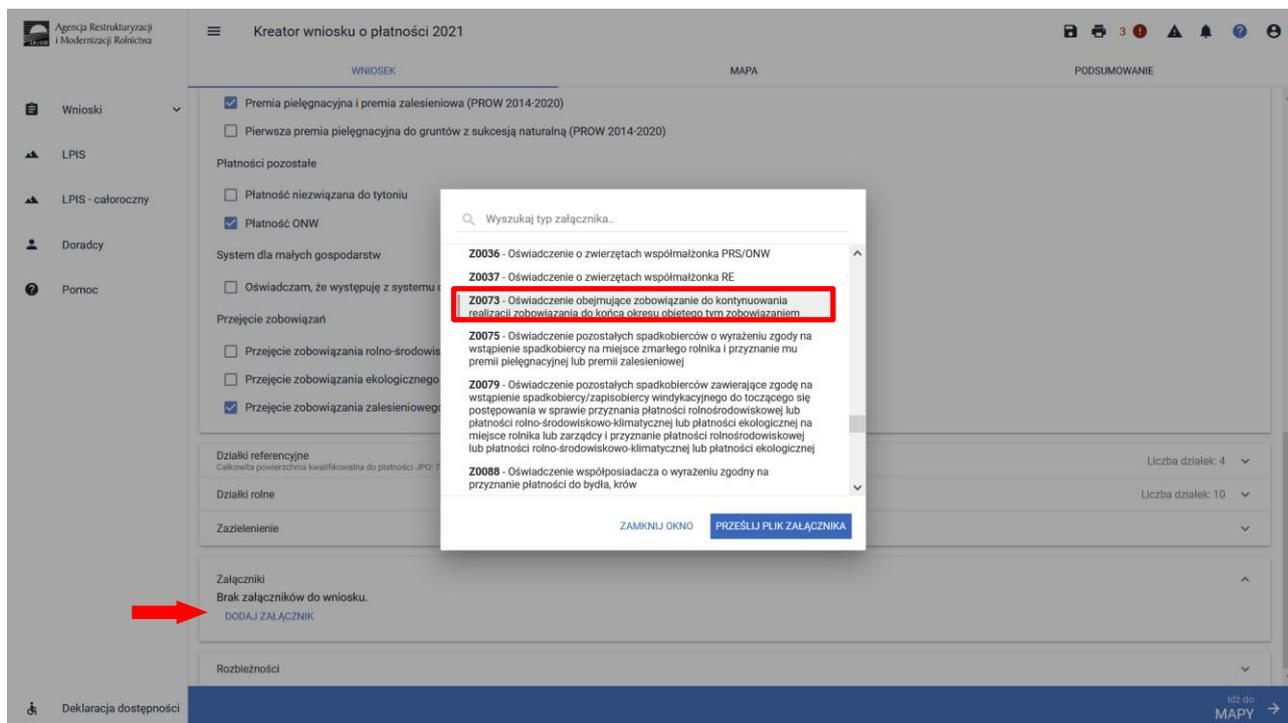 Agencja Restrukturyzacji
i Modernizacji Rolnictwa
Kreator wniosku o płatności 2021
3
WNIOSEK
MAPA
PODSUMOWANIE
Wnioski
LPIS
LPIS - całoroczny
Doradcy
Pomoc
Deklaracja dostępności
Premia pielęgnacyjna i premia zalesieniowa (PROW 2014-2020)
Pierwsza premia pielęgnacyjna do gruntów z sukcesją naturalną (PROW 2014-2020)
Płatności pozostałe
Płatność niezwiązana do tytoniu
Płatność ONW
System dla małych gospodarstw
Oświadczam, że występuję z systemu
Przejęcie zobowiązań
Przejęcie zobowiązania rolno-środowis
Przejęcie zobowiązania ekologicznego
Przejęcie zobowiązania zalesieniowego
Wyszukaj typ załącznika..
Z0036 - Oświadczenie o zwierzętach współmałżonka PRS/ONW
Z0037 - Oświadczenie o zwierzętach współmałżonka RE
Z0073 - Oświadczenie obejmujące zobowiązanie do kontynuowania
realizacji zobowiązania do końca okresu objętego tym zobowiązaniem
Z0075 - Oświadczenie pozostałych spadkobierców o wyrażeniu zgody na
wstąpienie spadkobiercy na miejsce zmarłego rolnika i przyznanie mu
premii pielęgnacyjnej lub premii zalesieniowej
Z0079 - Oświadczenie pozostałych spadkobierców zawierające zgodę na
wstąpienie spadkobiercy/zapisobiercy windykacyjnego do toczącego się
postępowania w sprawie przyznania płatności rolnośrodowiskowej lub
płatności rolno-środowiskowo-klimatycznej lub płatności ekologicznej na
miejsce rolnika lub zarządcy i przyznanie płatności rolnośrodowiskowej
lub płatności rolno-środowiskowo-klimatycznej lub płatności ekologicznej
Z0088 - Oświadczenie współposiadacza o wyrażeniu zgodny na
przyznanie płatności do bydła, krów
ZAMKNIJ OKNO
PRZEŚLIJ PLIK ZAŁĄCZNIKA
Działki referencyjne
Całkowita powierzchnia kwalifikowalna do płatności JPO: 7
Liczba działek: 4
Działki rolne
Liczba działek: 10
Zazielenienie
Załączniki
Brak załączników do wniosku.
DODAJ ZAŁĄCZNIK
Rozbieżności
Idź do
MAPY